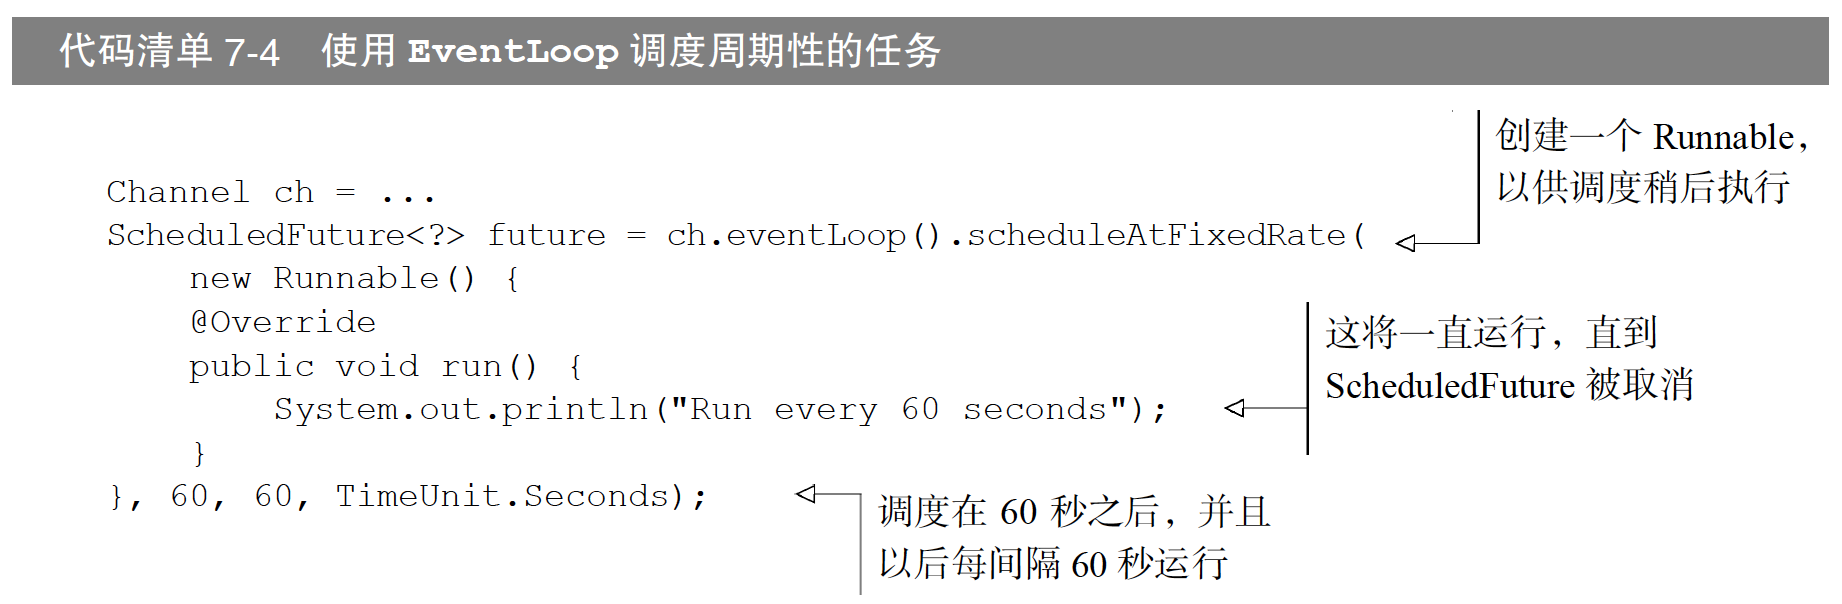 代码清单 7-4 使用 EventLoop 调度周期性的任务
创建一个 Runnable，
以供调度稍后执行
Channel ch = ...
ScheduledFuture<?> future = ch.eventLoop().scheduleAtFixedRate(
new Runnable() {
@Override
public void run() {
System.out.println("Run every 60 seconds");
}
}, 60, 60, TimeUnit.Seconds);
这将一直运行，直到
ScheduledFuture 被取消
调度在 60 秒之后，并且
以后每间隔 60 秒运行